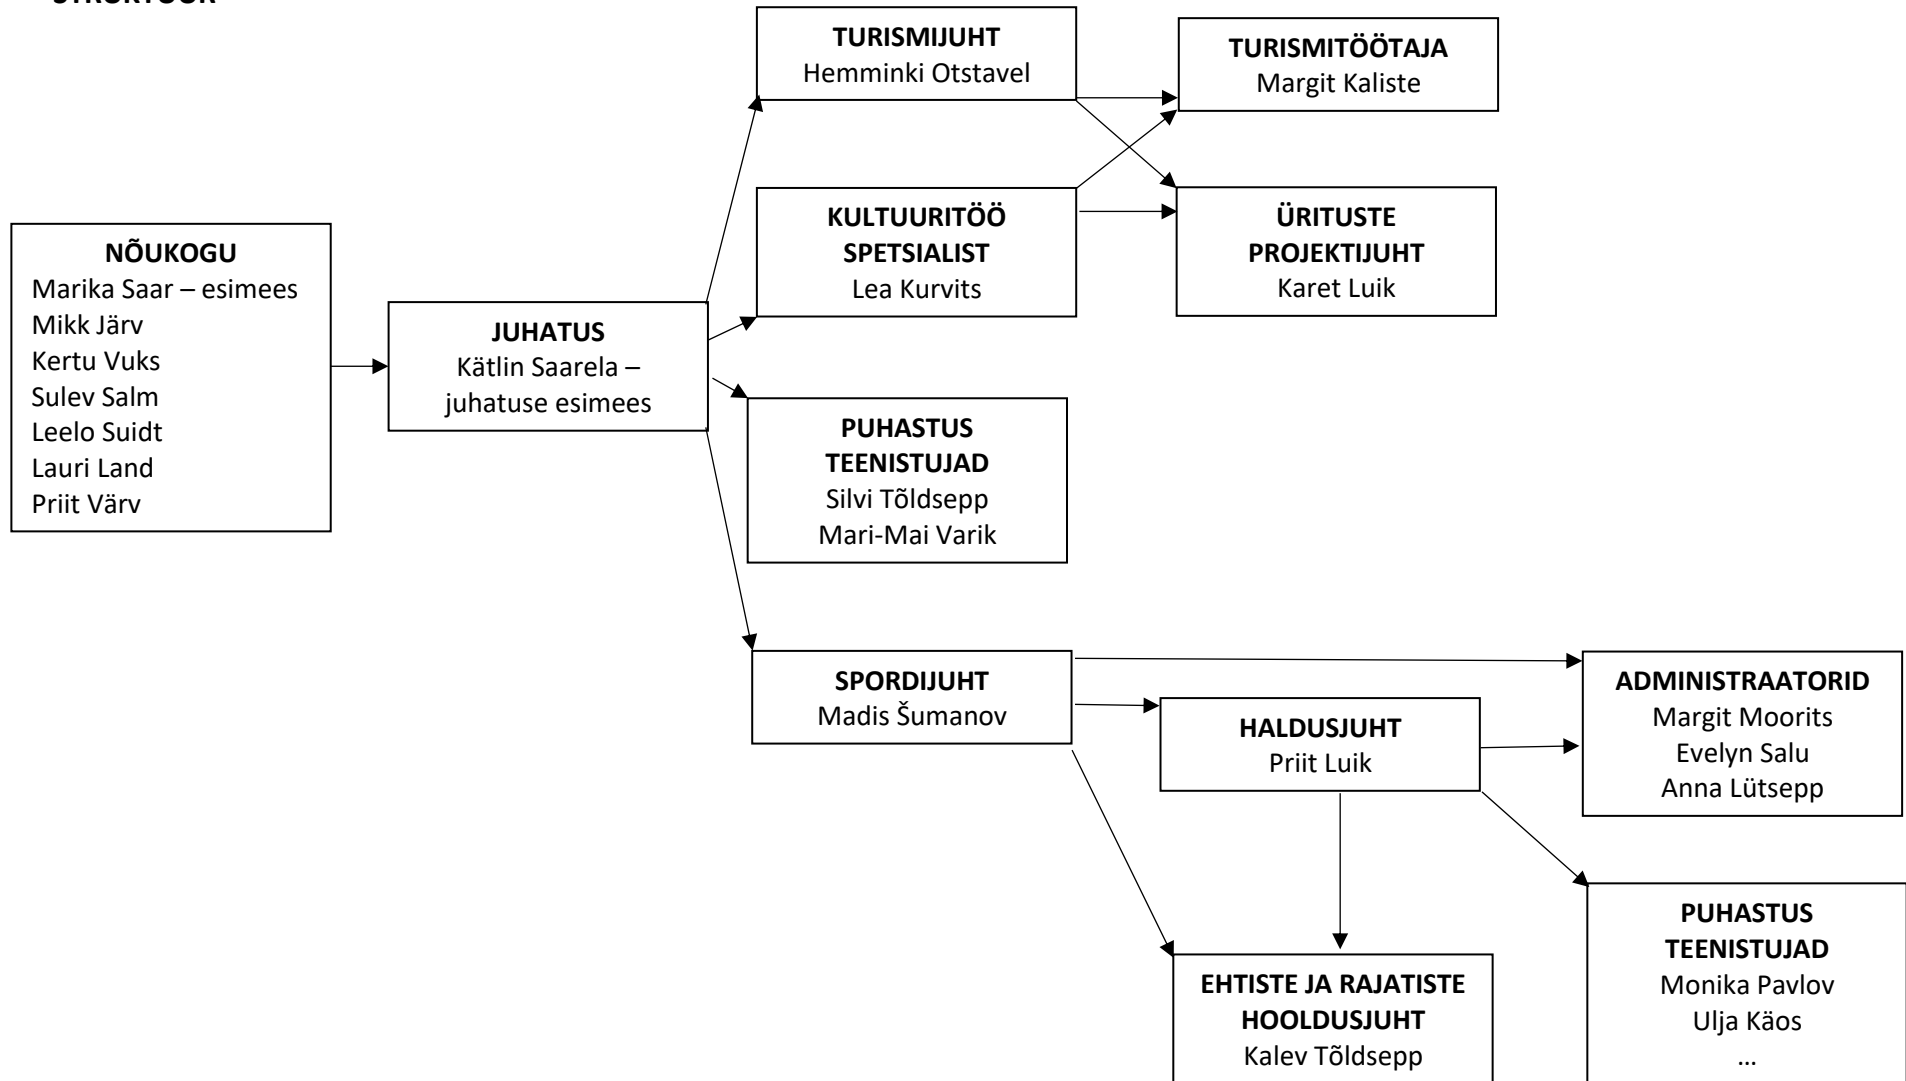 STRUKTUUR
TURISMIJUHT
Hemminki Otstavel
TURISMITÖÖTAJA
Margit Kaliste
KULTUURITÖÖ
SPETSIALIST
Lea Kurvits
ÜRITUSTE
PROJEKTIJUHT
Karet Luik
NÕUKOGU
Marika Saar – esimees
Mikk Järv
Kertu Vuks
Sulev Salm
Leelo Suidt
Lauri Land
Priit Värv
JUHATUS
Kätlin Saarela –
juhatuse esimees
PUHASTUS
TEENISTUJAD
Silvi Tõldsepp
Mari-Mai Varik
SPORDIJUHT
Madis Šumanov
HALDUSJUHT
Priit Luik
ADMINISTRAATORID
Margit Moorits
Evelyn Salu
Anna Lütsepp
EHTISTE JA RAJATISTE
HOOLDUSJUHT
Kalev Tõldsepp
PUHASTUS
TEENISTUJAD
Monika Pavlov
Ulja Käos
...